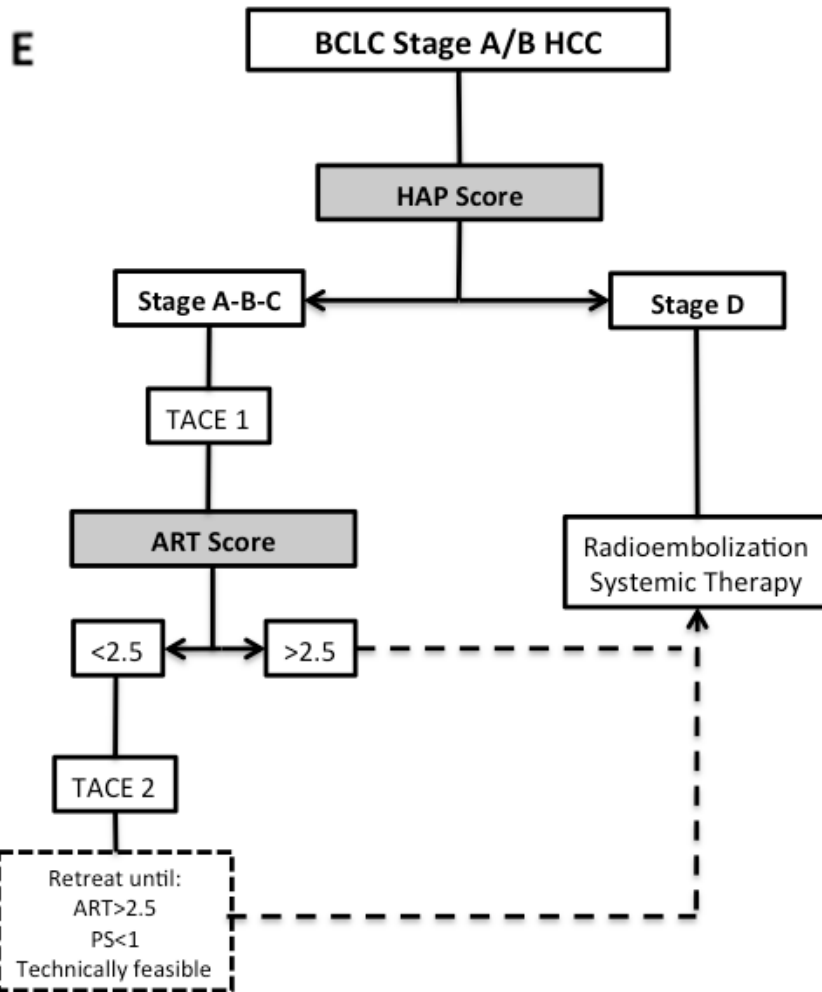 E
BCLC Stage A/B HCC
HAP Score
Stage A-B-C
Stage D
TACE 1
ART Score
Radioembolization
Systemic Therapy
<2.5
>2.5
TACE 2
Retreat until:
ART>2.5
PS<1
Technically feasible